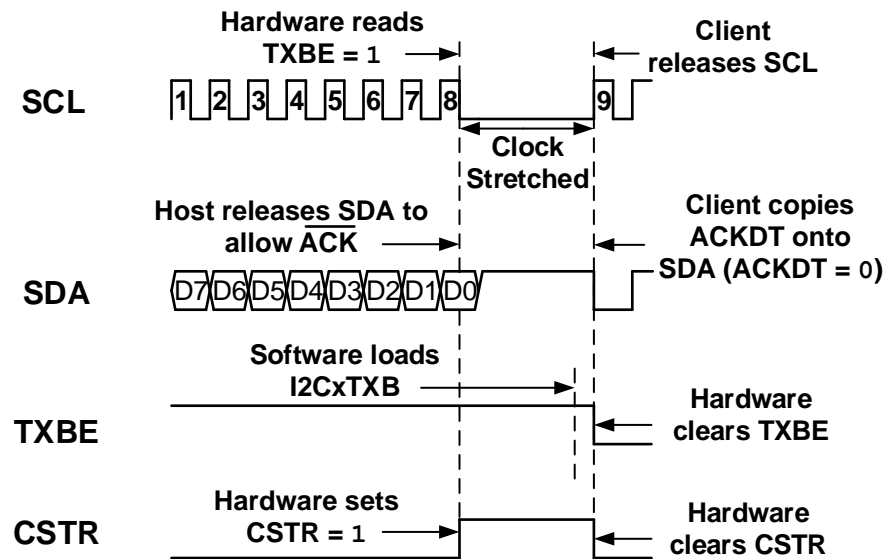 Hardware reads
TXBE = 1
Client
releases SCL
SCL
1 2 3 4 5 6 7 8 9
Clock
Stretched
Host releases SDA to
allow ACK
Client copies
ACKDT onto
SDA (ACKDT = 0)
SDA
D7 D6 D5 D4 D3 D2 D1 D0
Software loads
I2CxTXB
TXBE
Hardware
clears TXBE
Hardware sets
CSTR = 1
CSTR
Hardware
clears CSTR